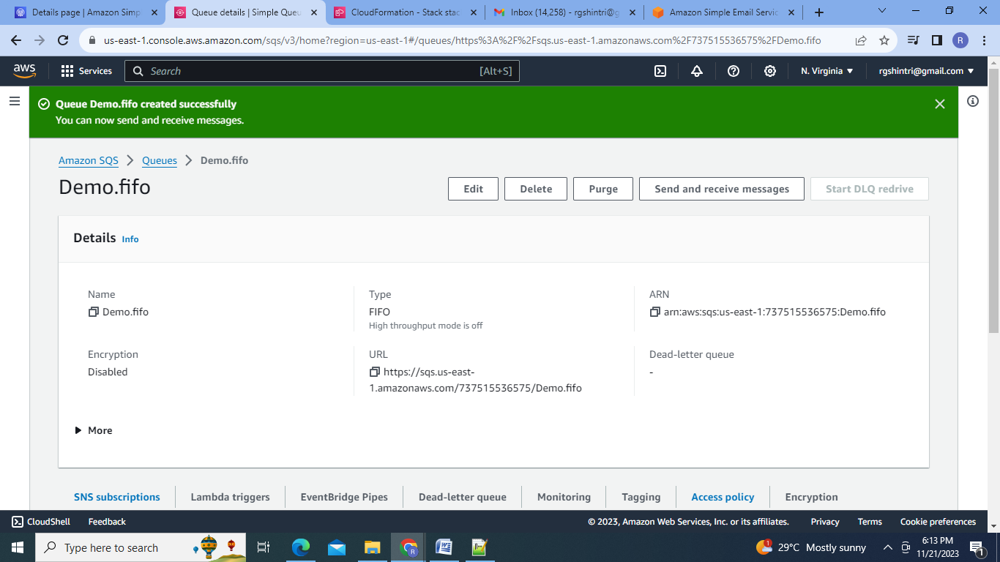 Details page | Amazon Simp
Queue details | Simple Queu
CloudFormation - Stack stac
Inbox (14,258) - rgshintri@g
Amazon Simple Email Servic
us-east-1.console.aws.amazon.com/sqs/v3/home?region=us-east-1#/queues/https%3A%2F%2Fsqs.us-east-1.amazonaws.com%2F737515536575%2FDemo.fifo
R
aws
Services
Search
[Alt+S]
N. Virginia
rgshintri@gmail.com
Queue Demo.fifo created successfully
You can now send and receive messages.
Amazon SQS > Queues > Demo.fifo
Demo.fifo
Edit
Delete
Purge
Send and receive messages
Start DLQ redrive
Details Info
Name
Demo.fifo
Type
FIFO
High throughput mode is off
ARN
arn:aws:sqs:us-east-1:737515536575:Demo.fifo
Encryption
Disabled
URL
https://sqs.us-east-
1.amazonaws.com/737515536575/Demo.fifo
Dead-letter queue
-
More
SNS subscriptions
Lambda triggers
EventBridge Pipes
Dead-letter queue
Monitoring
Tagging
Access policy
Encryption
CloudShell
Feedback
© 2023, Amazon Web Services, Inc. or its affiliates.
Privacy
Terms
Cookie preferences
Type here to search
R
W
1
29°C Mostly sunny
6:13 PM
11/21/2023
1